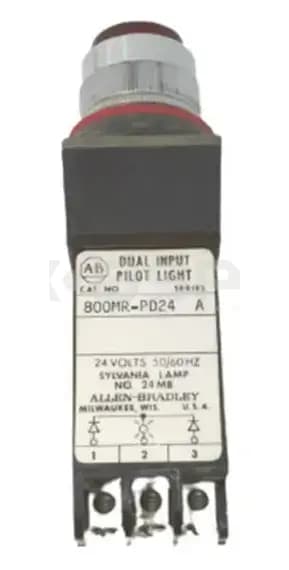 AB
DUAL INPUT
PILOT LIGHT
CAT NO. SERIES
800MR-PD24 A
24 VOLTS 50/60HZ
SYLVANIA LAMP
NO. 24MB
ALLEN-BRADLEY
MILWAUKEE, WIS. U.S.A.
1 2 3